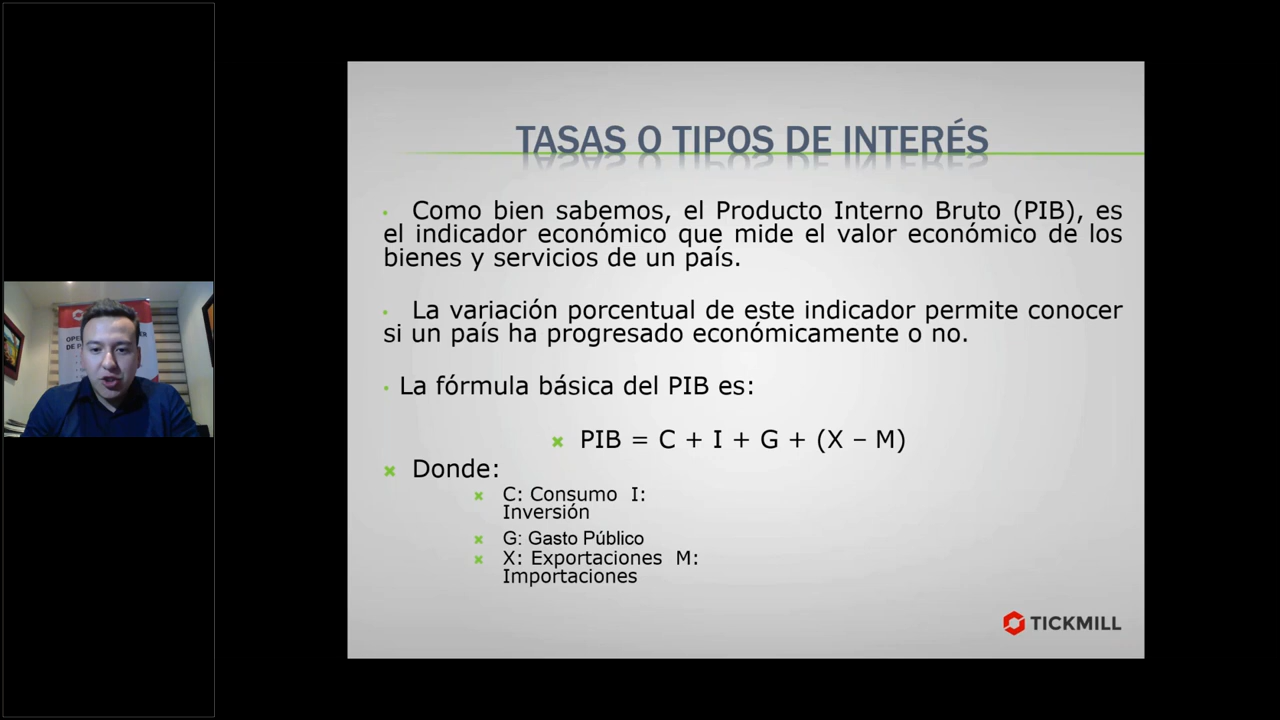 TASAS O TIPOS DE INTERÉS
Como bien sabemos, el Producto Interno Bruto (PIB), es
el indicador económico que mide el valor económico de los
bienes y servicios de un país.
La variación porcentual de este indicador permite conocer
si un país ha progresado económicamente o no.
La fórmula básica del PIB es:
PIB = C + I + G + (X – M)
Donde:
C: Consumo I:
Inversión
G: Gasto Público
X: Exportaciones M:
Importaciones
TICKMILL